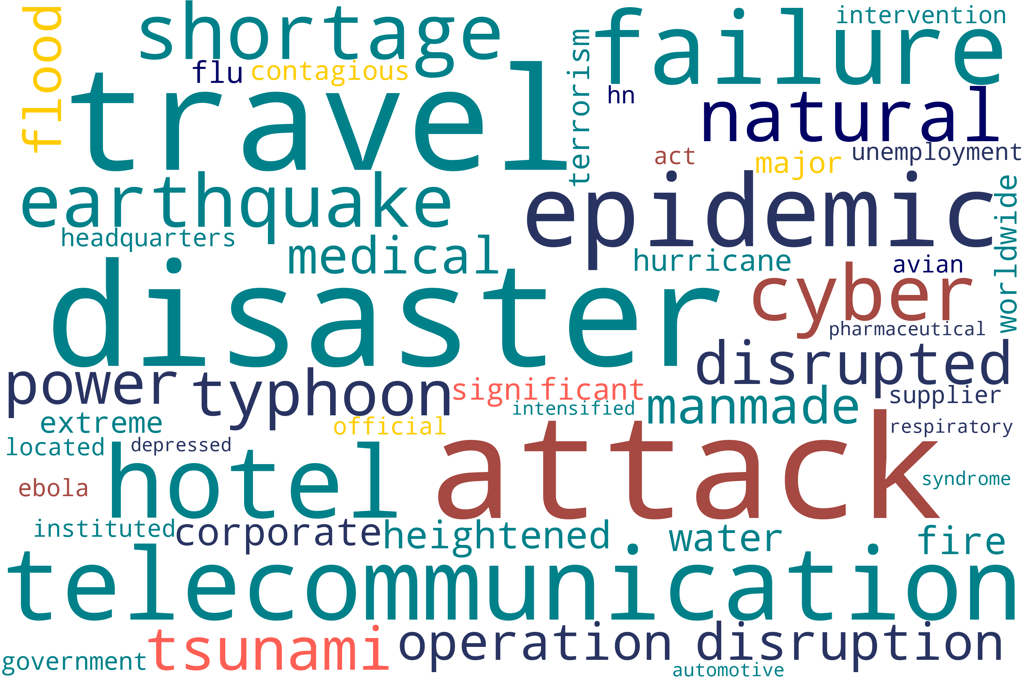 flood
shortage
failure
intervention
flu
contagious
terrorism
hn
travel
natural
act
major
unemployment
earthquake
epidemic
worldwide
headquarters
medical
hurricane
avian
disaster
cyber
pharmaceutical
power
typhoon
significant
disrupted
supplier
intensified
manmade
extreme
official
respiratory
located
depressed
hotel
attack
ebola
syndrome
instituted
corporate
heightened
water
fire
telecommunication
government
tsunami
operation
disruption
automotive